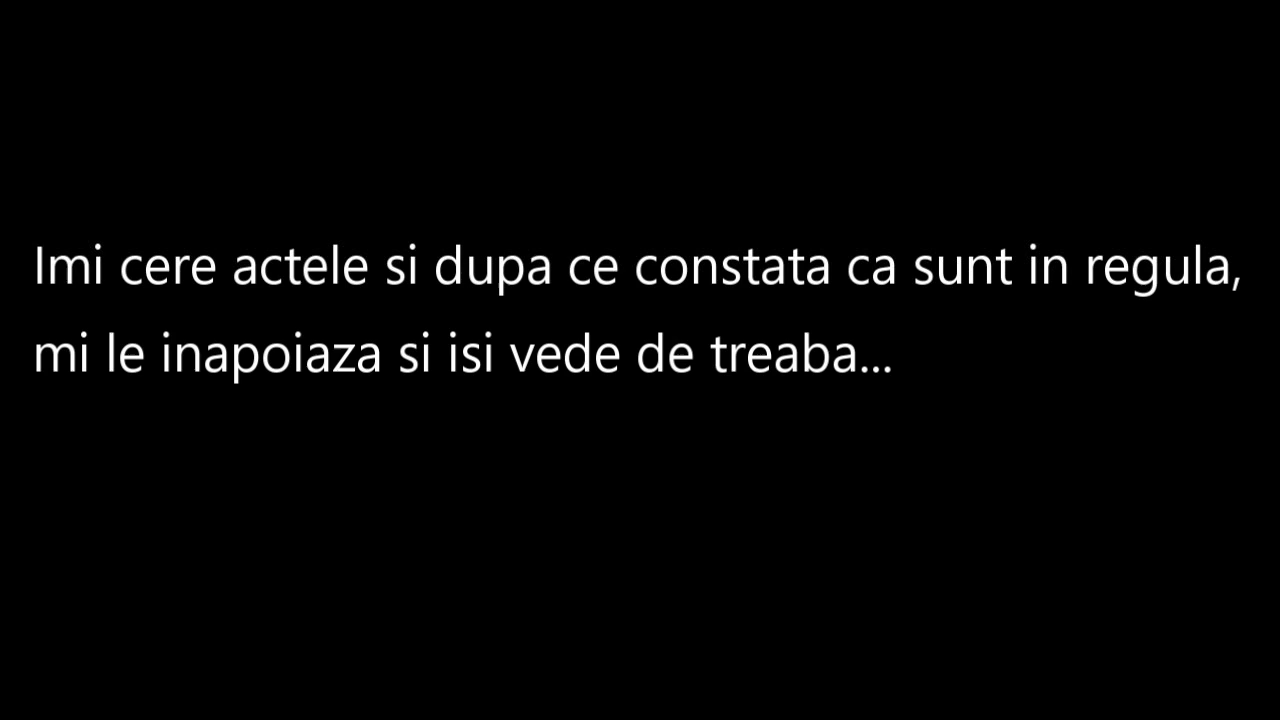 Imi cere actele si dupa ce constata ca sunt in regula,
mi le inapoiaza si isi vede de treaba...